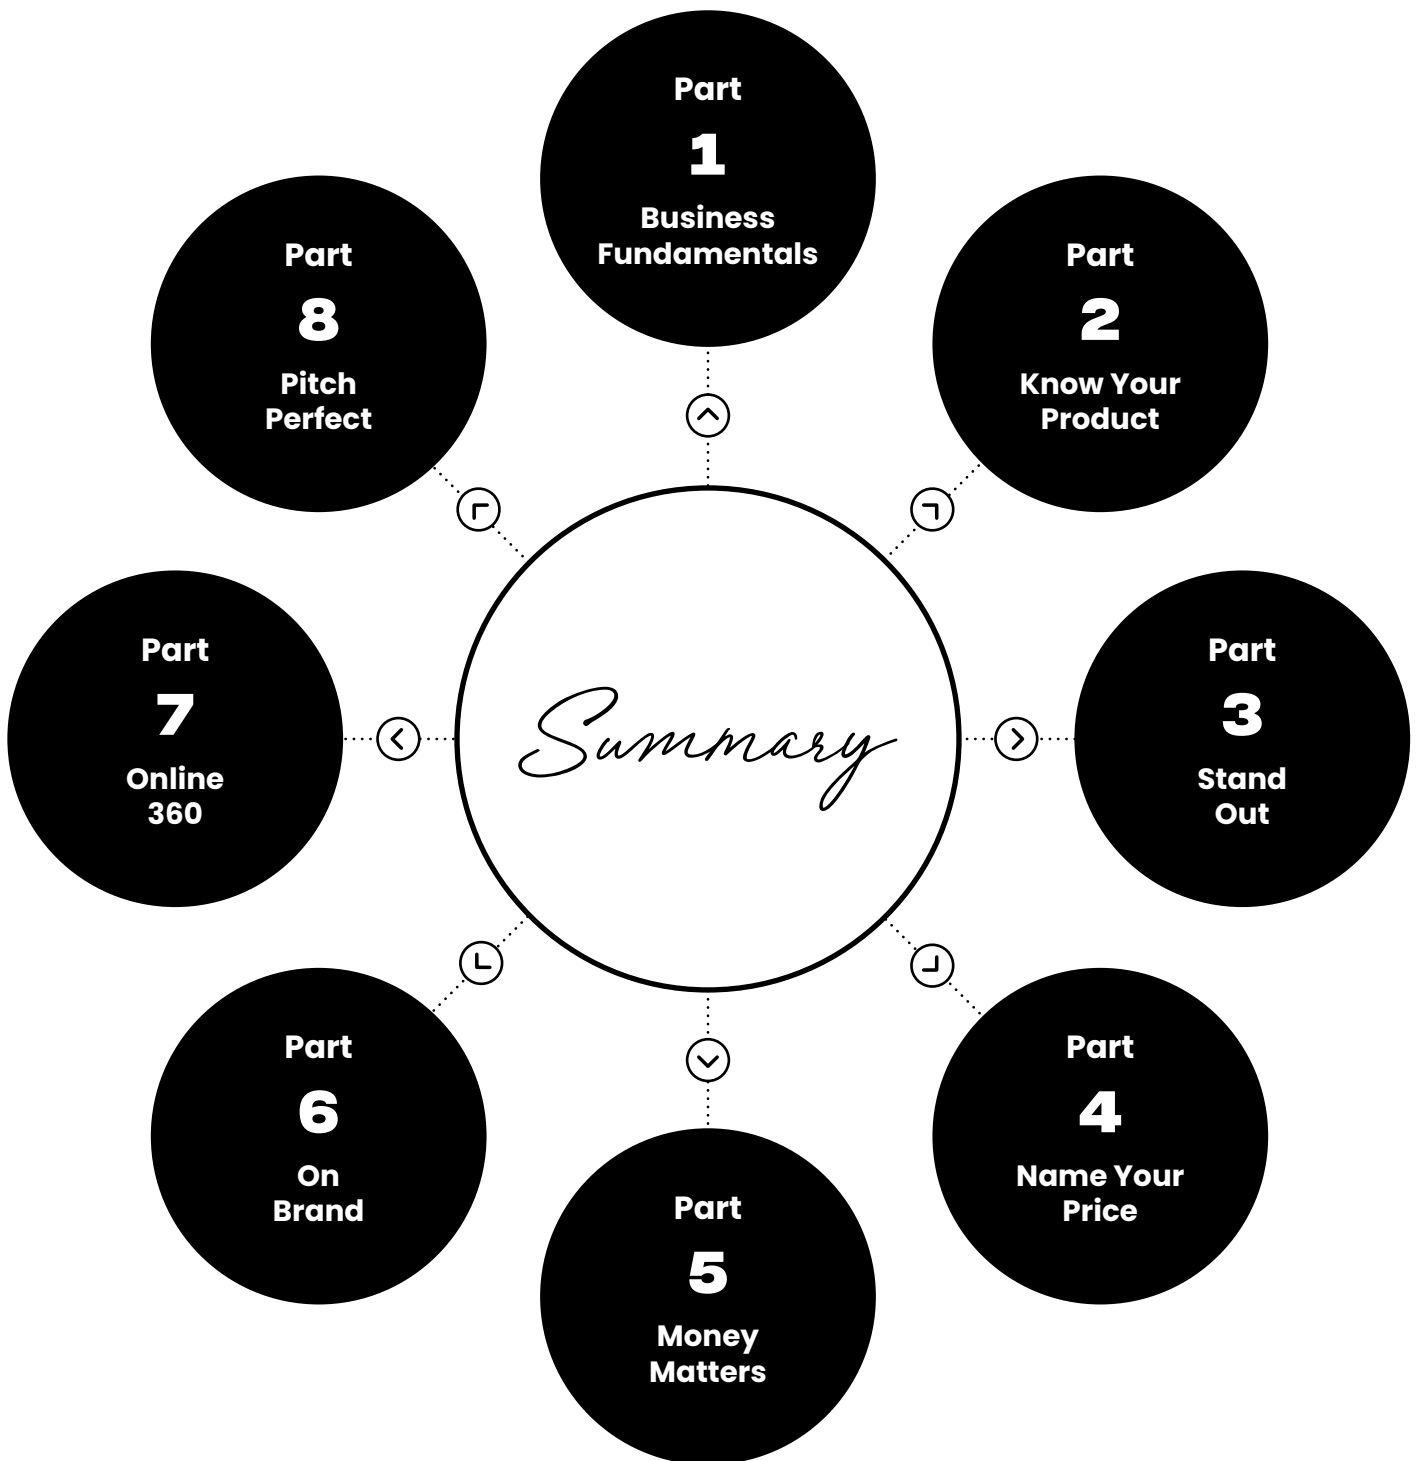 Part
1
Business
Fundamentals
Part
2
Know Your
Product
Part
3
Stand
Out
Part
4
Name Your
Price
Part
5
Money
Matters
Part
6
On
Brand
Part
7
Online
360
Part
8
Pitch
Perfect
Summary